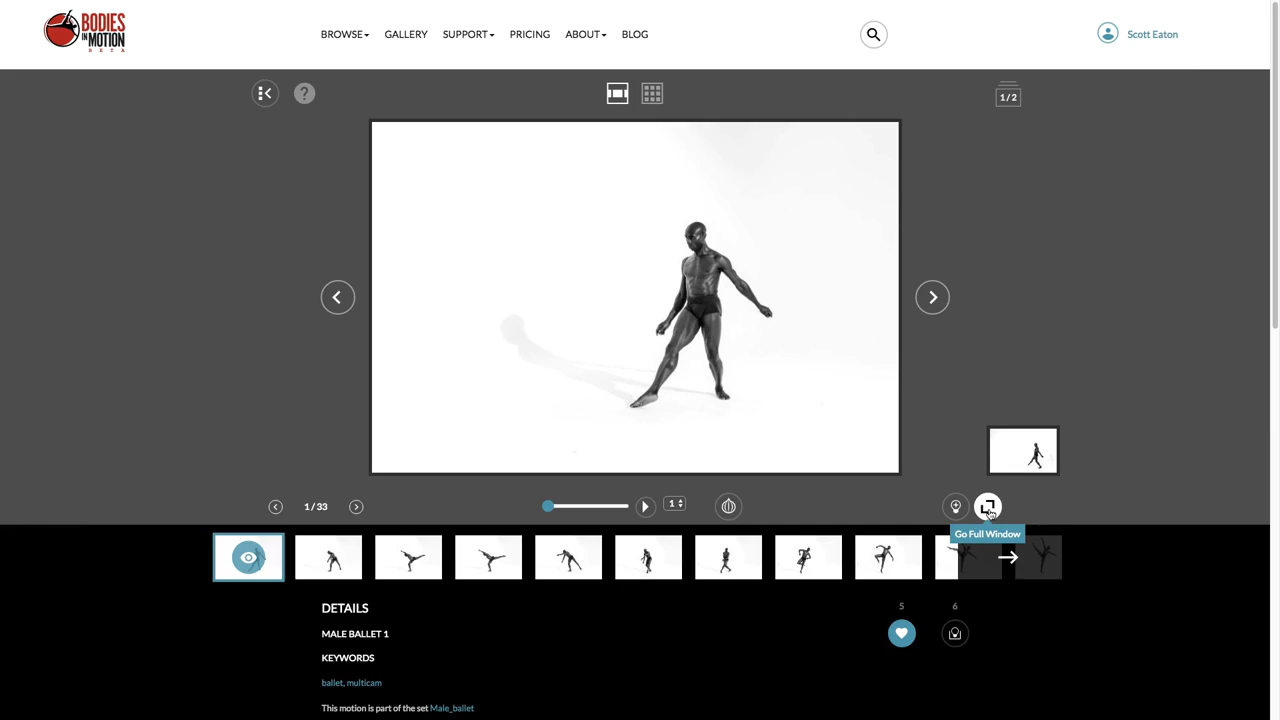 BODIES
IN MOTION
BETA
BROWSE
GALLERY
SUPPORT
PRICING
ABOUT
BLOG
Scott Eaton
?
1 / 2
1 / 33
1
Go Full Window
DETAILS
5
6
MALE BALLET 1
KEYWORDS
ballet, multicam
This motion is part of the set Male_ballet